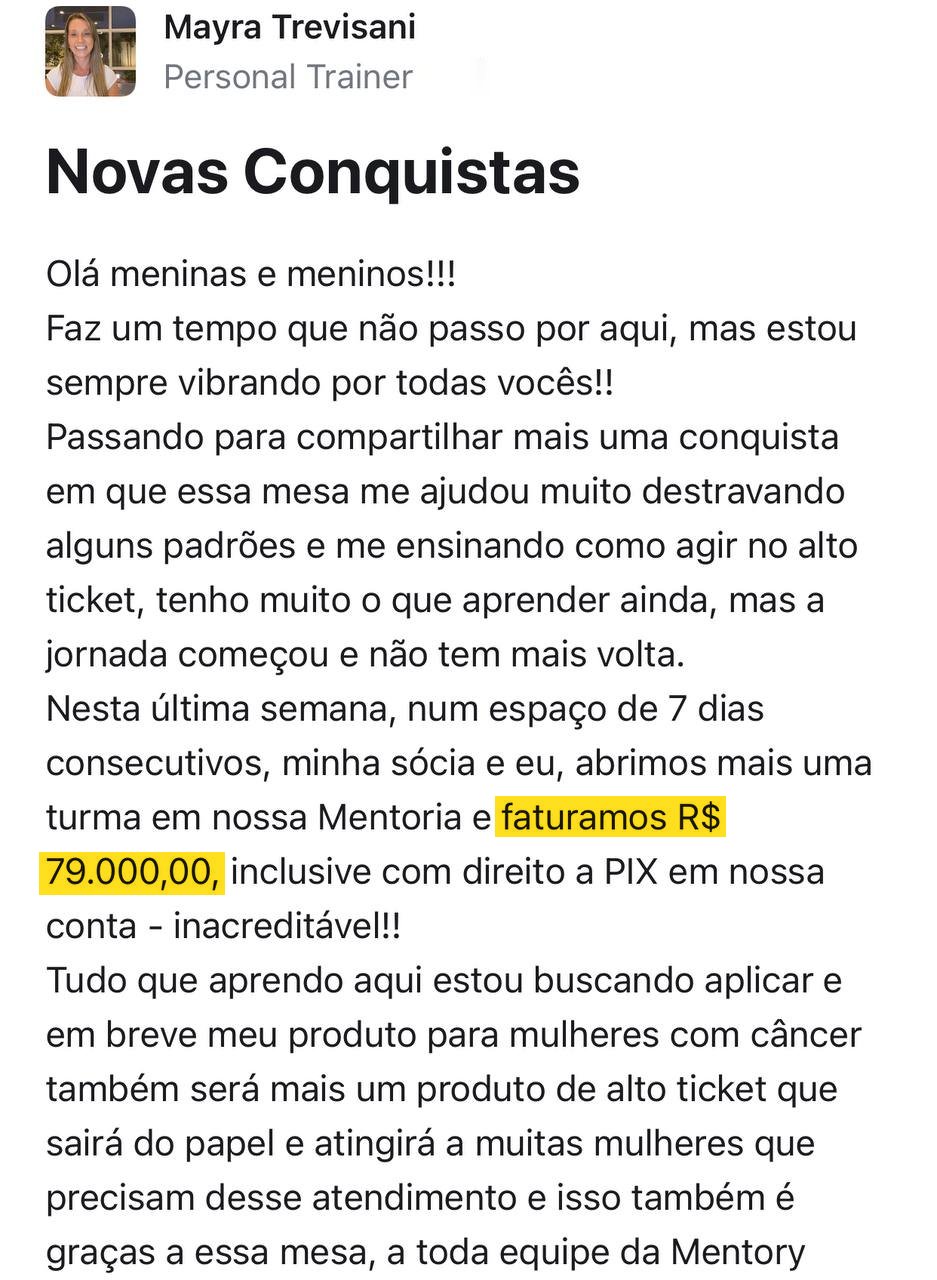 Mayra Trevisani
Personal Trainer
Novas Conquistas
Olá meninas e meninos!!!
Faz um tempo que não passo por aqui, mas estou
sempre vibrando por todas vocês!!
Passando para compartilhar mais uma conquista
em que essa mesa me ajudou muito destravando
alguns padrões e me ensinando como agir no alto
ticket, tenho muito o que aprender ainda, mas a
jornada começou e não tem mais volta.
Nesta última semana, num espaço de 7 dias
consecutivos, minha sócia e eu, abrimos mais uma
turma em nossa Mentoria e faturamos R$
79.000,00, inclusive com direito a PIX em nossa
conta - inacreditável!!
Tudo que aprendo aqui estou buscando aplicar e
em breve meu produto para mulheres com câncer
também será mais um produto de alto ticket que
sairá do papel e atingirá a muitas mulheres que
precisam desse atendimento e isso também é
graças a essa mesa, a toda equipe da Mentory